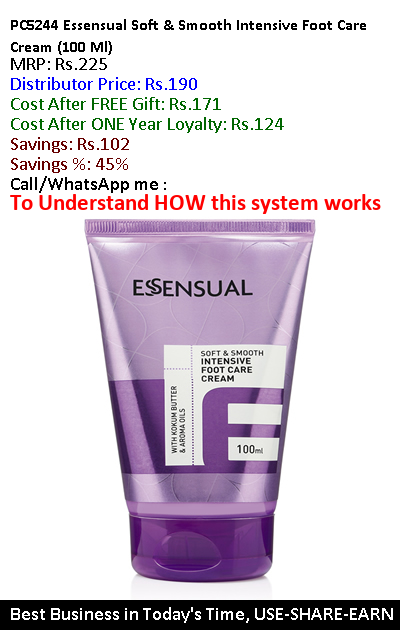 PC5244 Essensual Soft & Smooth Intensive Foot Care
Cream (100 Ml)
MRP: Rs.225
Distributor Price: Rs.190
Cost After FREE Gift: Rs.171
Cost After ONE Year Loyalty: Rs.124
Savings: Rs.102
Savings %: 45%
Call/WhatsApp me :
To Understand HOW this system works
ESSENSUAL
SOFT & SMOOTH
INTENSIVE
FOOT CARE
CREAM
WITH KOKUM BUTTER
& AROMA OILS
100ml
Best Business in Today's Time, USE-SHARE-EARN